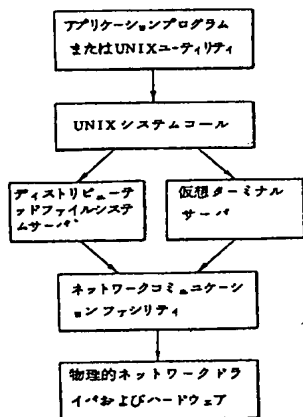 アプリケーションプログラム
またはUNIXユーティリティ
UNIXシステムコール
ディストリビューテ
ッドファイルシステ
ムサーバ
仮想ターミナル
サーバ
ネットワークコミュニケーシ
ョンファシリティ
物理的ネットワークドラ
イバおよびハードウェア